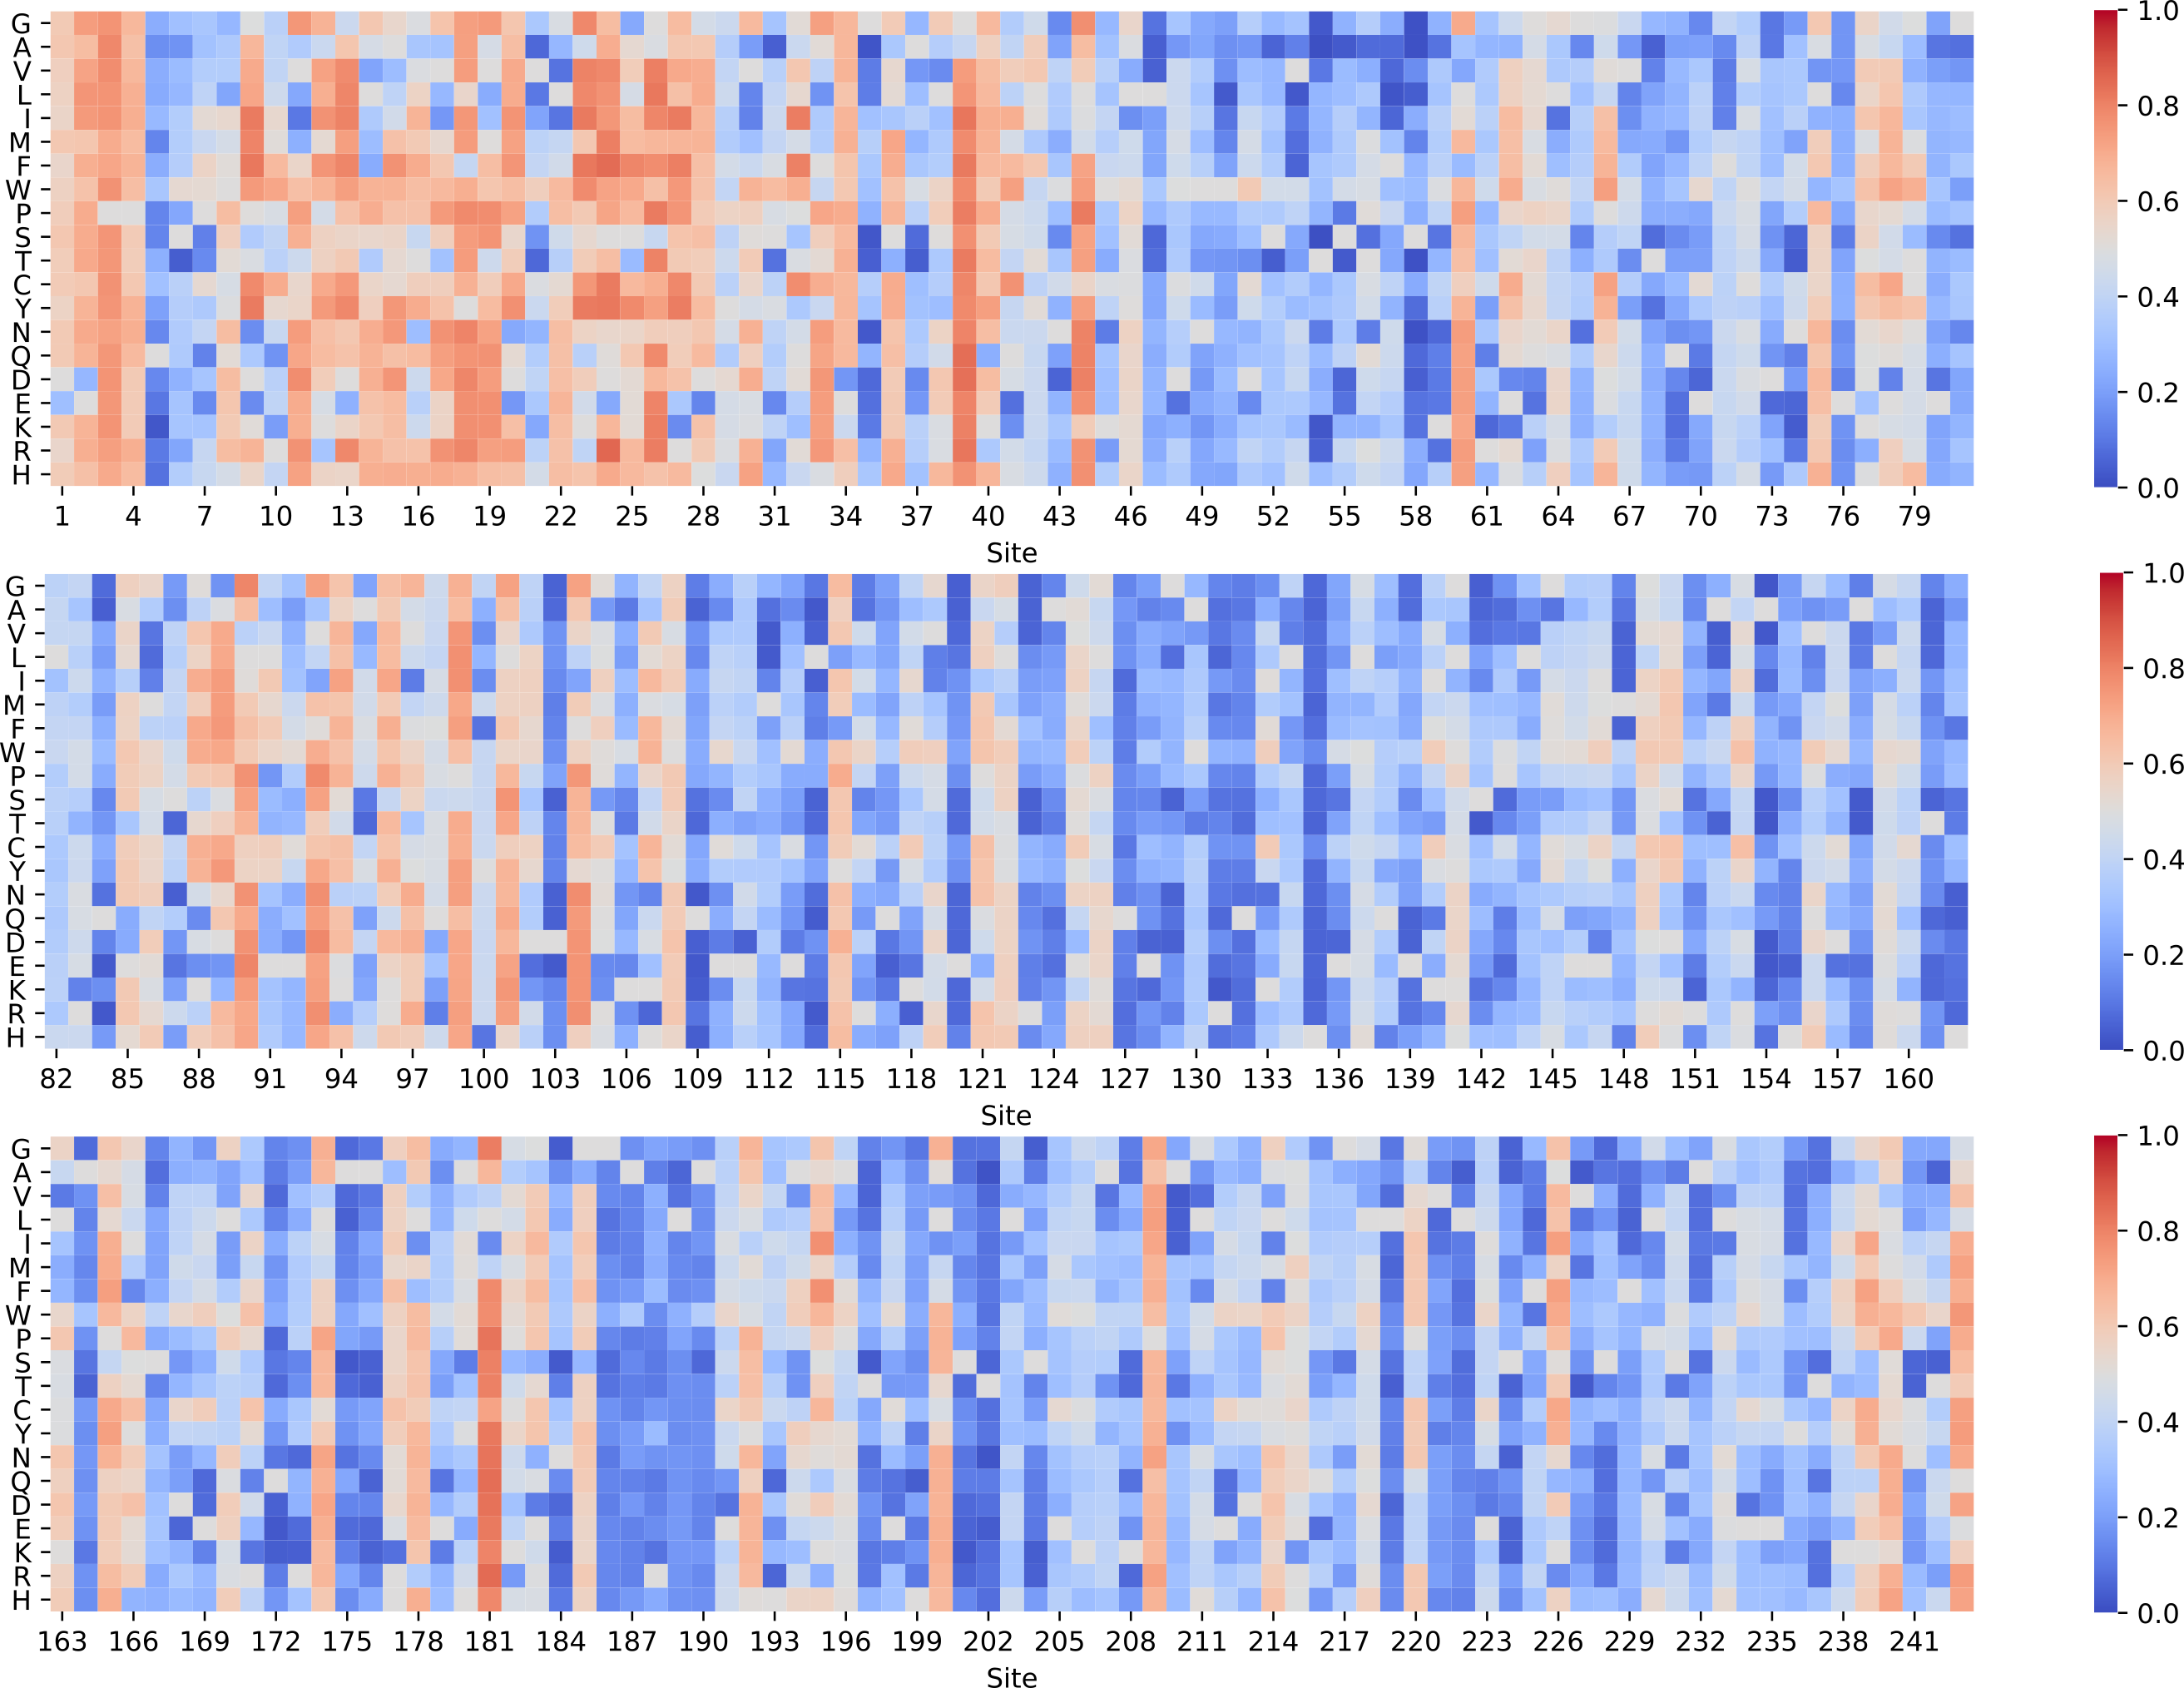 G
A
V
L
I
M
F
W
P
S
T
C
Y
N
Q
D
E
K
R
H
1 4 7 10 13 16 19 22 25 28 31 34 37 40 43 46 49 52 55 58 61 64 67 70 73 76 79
Site
1.0
0.8
0.6
0.4
0.2
0.0
G
A
V
L
I
M
F
W
P
S
T
C
Y
N
Q
D
E
K
R
H
82 85 88 91 94 97 100 103 106 109 112 115 118 121 124 127 130 133 136 139 142 145 148 151 154 157 160
Site
1.0
0.8
0.6
0.4
0.2
0.0
G
A
V
L
I
M
F
W
P
S
T
C
Y
N
Q
D
E
K
R
H
163 166 169 172 175 178 181 184 187 190 193 196 199 202 205 208 211 214 217 220 223 226 229 232 235 238 241
Site
1.0
0.8
0.6
0.4
0.2
0.0